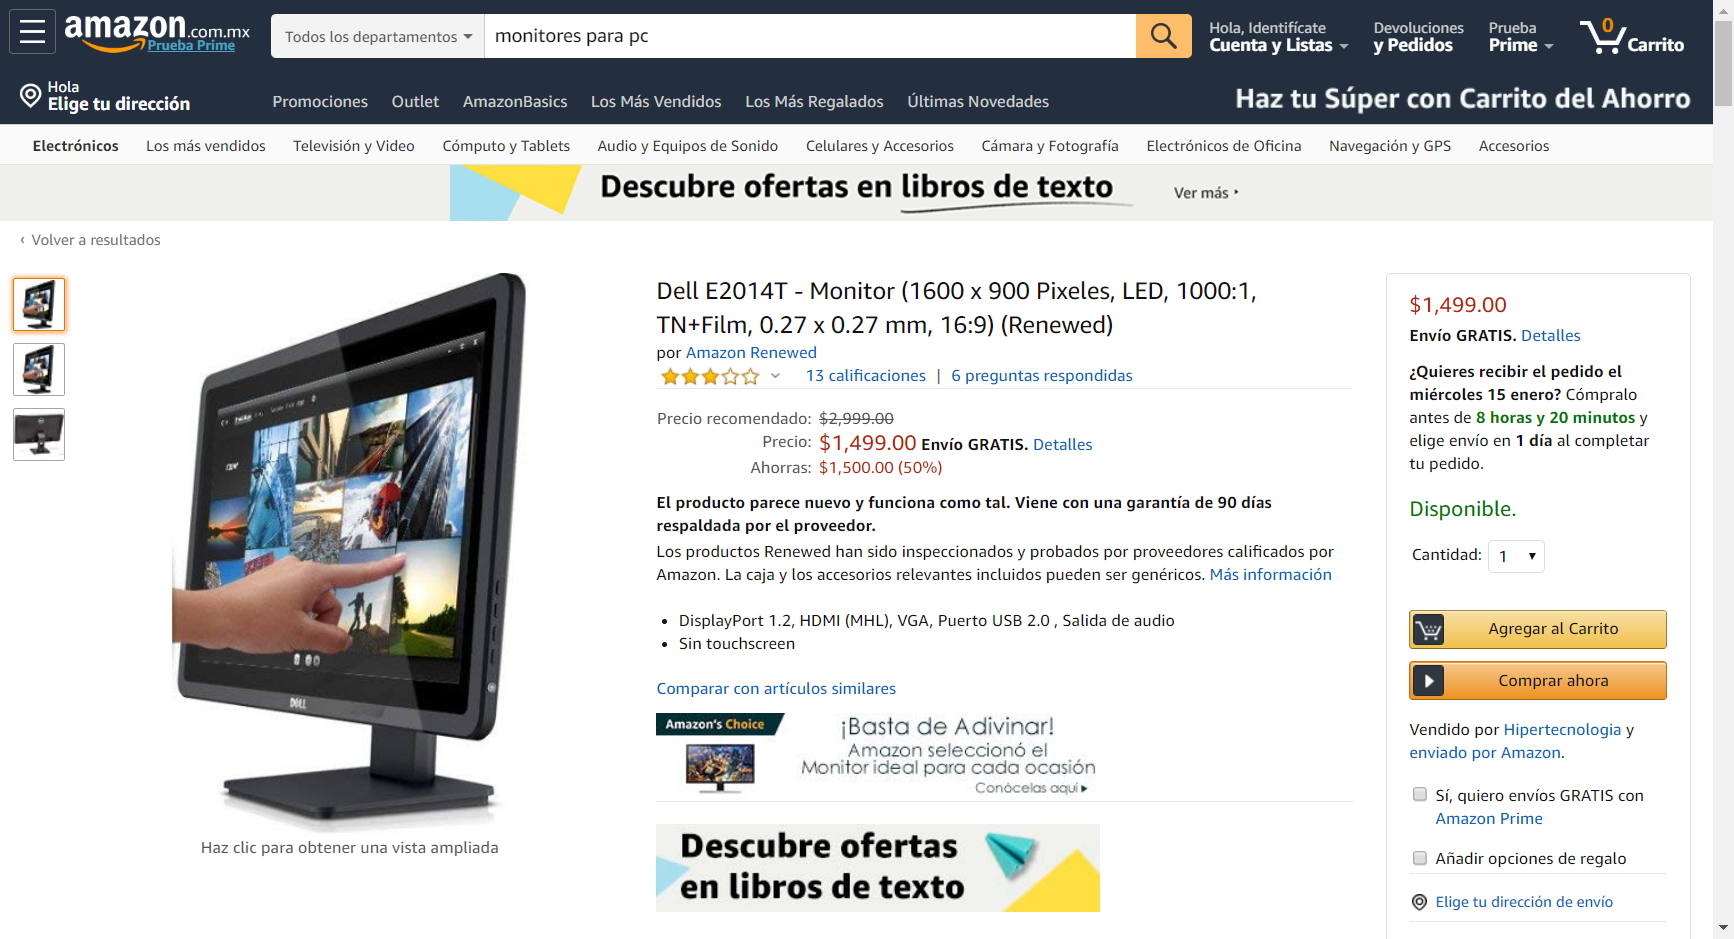 amazon.com.mx
Prueba Prime
Todos los departamentos
monitores para pc
Hola, Identifícate
Cuenta y Listas
Devoluciones
y Pedidos
Prueba
Prime
0
Carrito
Hola
Elige tu dirección
Promociones
Outlet
AmazonBasics
Los Más Vendidos
Los Más Regalados
Últimas Novedades
Haz tu Súper con Carrito del Ahorro
Electrónicos
Los más vendidos
Televisión y Video
Cómputo y Tablets
Audio y Equipos de Sonido
Celulares y Accesorios
Cámara y Fotografía
Electrónicos de Oficina
Navegación y GPS
Accesorios
Descubre ofertas en libros de texto
Ver más ‣
‹ Volver a resultados
DELL
Haz clic para obtener una vista ampliada
Dell E2014T - Monitor (1600 x 900 Pixeles, LED, 1000:1,
TN+Film, 0.27 x 0.27 mm, 16:9) (Renewed)
por Amazon Renewed
13 calificaciones | 6 preguntas respondidas
Precio recomendado: $2,999.00
Precio: $1,499.00 Envío GRATIS. Detalles
Ahorras: $1,500.00 (50%)
El producto parece nuevo y funciona como tal. Viene con una garantía de 90 días
respaldada por el proveedor.
Los productos Renewed han sido inspeccionados y probados por proveedores calificados por
Amazon. La caja y los accesorios relevantes incluidos pueden ser genéricos. Más información
• DisplayPort 1.2, HDMI (MHL), VGA, Puerto USB 2.0 , Salida de audio
• Sin touchscreen
Comparar con artículos similares
Amazon's Choice
¡Basta de Adivinar!
Amazon seleccionó el
Monitor ideal para cada ocasión
Conócelas aquí ▸
Descubre ofertas
en libros de texto
$1,499.00
Envío GRATIS. Detalles
¿Quieres recibir el pedido el
miércoles 15 enero? Cómpralo
antes de 8 horas y 20 minutos y
elige envío en 1 día al completar
tu pedido.
Disponible.
Cantidad: 1
Agregar al Carrito
Comprar ahora
Vendido por Hipertecnologia y
enviado por Amazon.
Sí, quiero envíos GRATIS con
Amazon Prime
Añadir opciones de regalo
Elige tu dirección de envío